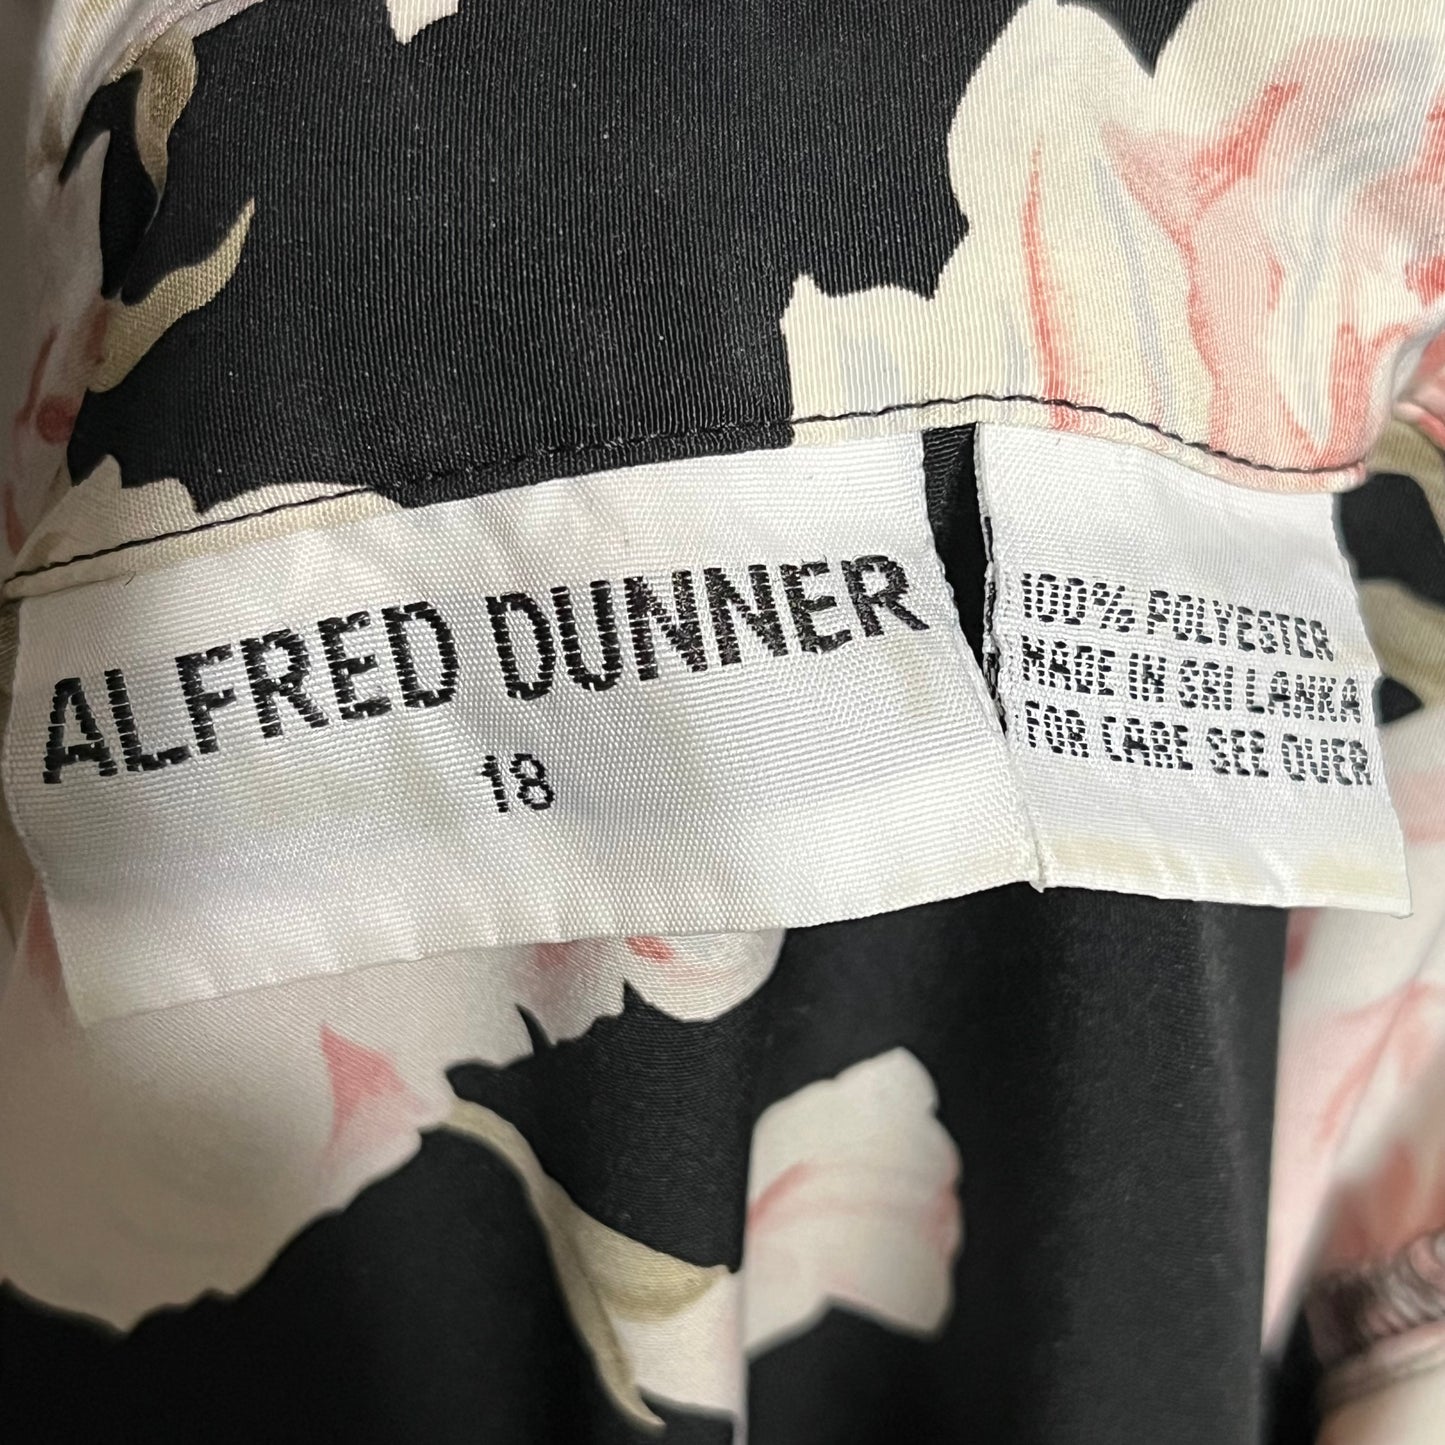 ALFRED DUNNER
18
100% POLYESTER
MADE IN SRI LANKA
FOR CARE SEE OVER